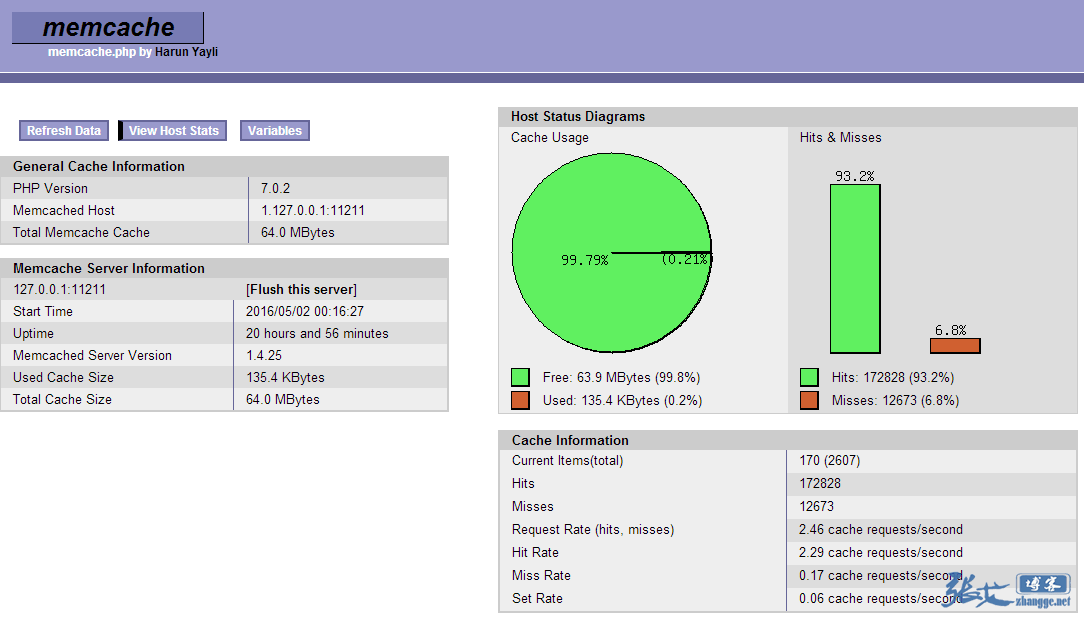 memcache
memcache.php by Harun Yayli
Refresh Data View Host Stats Variables
General Cache Information
PHP Version 7.0.2
Memcached Host 1.127.0.0.1:11211
Total Memcache Cache 64.0 MBytes
Memcache Server Information
127.0.0.1:11211 [Flush this server]
Start Time 2016/05/02 00:16:27
Uptime 20 hours and 56 minutes
Memcached Server Version 1.4.25
Used Cache Size 135.4 KBytes
Total Cache Size 64.0 MBytes
Host Status Diagrams
Cache Usage Hits & Misses
93.2%
99.79% (0.21%)
6.8%
Free: 63.9 MBytes (99.8%) Hits: 172828 (93.2%)
Used: 135.4 KBytes (0.2%) Misses: 12673 (6.8%)
Cache Information
Current Items(total) 170 (2607)
Hits 172828
Misses 12673
Request Rate (hits, misses) 2.46 cache requests/second
Hit Rate 2.29 cache requests/second
Miss Rate 0.17 cache requests/second
Set Rate 0.06 cache requests/second
张戈 博客
zhangge.net